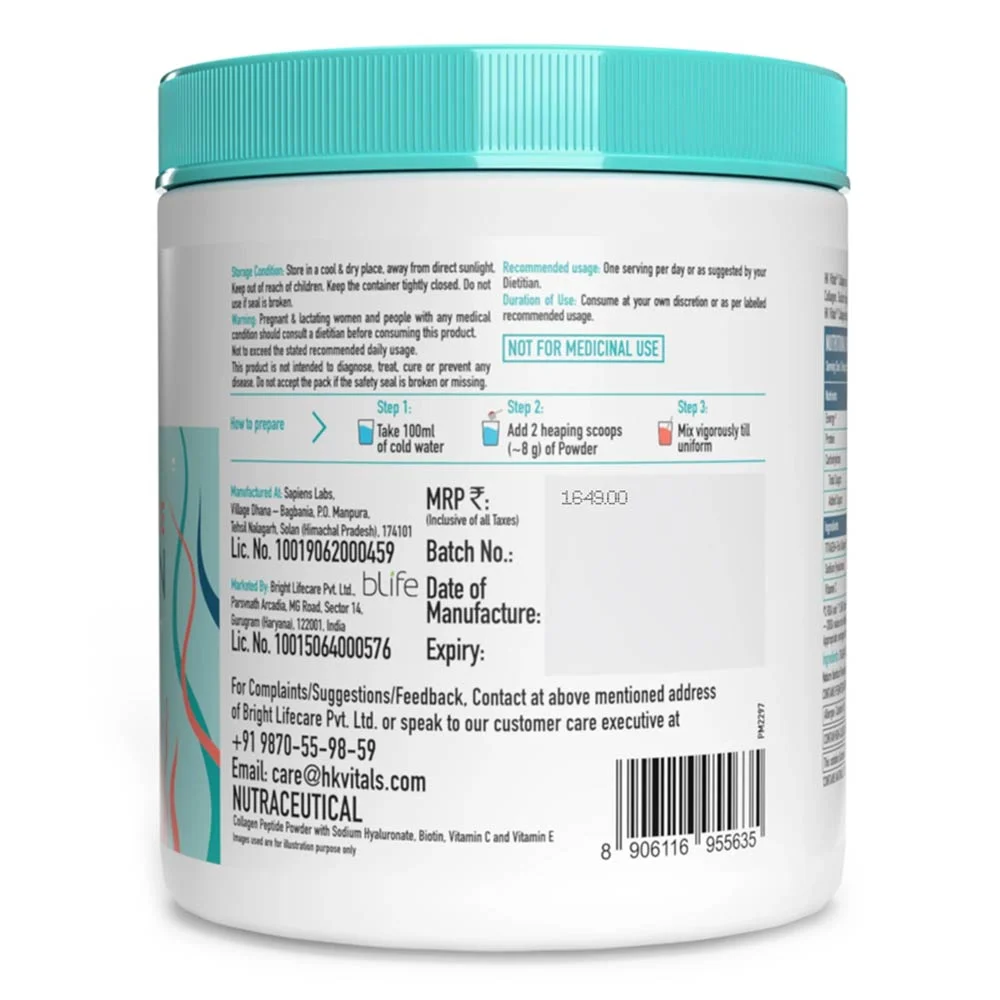 Storage Condition: Store in a cool & dry place, away from direct sunlight.
Keep out of reach of children. Keep the container tightly closed. Do not
use if seal is broken.
Warning: Pregnant & lactating women and people with any medical
condition should consult a dietitian before consuming this product.
Not to exceed the stated recommended daily usage.
This product is not intended to diagnose, treat, cure or prevent any
disease. Do not accept the pack if the safety seal is broken or missing.
Recommended usage: One serving per day or as suggested by your
Dietitian.
Duration of Use: Consume at your own discretion or as per labelled
recommended usage.
NOT FOR MEDICINAL USE
How to prepare
Step 1:
Take 100ml
of cold water
Step 2:
Add 2 heaping scoops
(~8 g) of Powder
Step 3:
Mix vigorously till
uniform
Manufactured At: Sapiens Labs,
Village Dhana – Bagbania, P.O. Manpura,
Tehsil Nalagarh, Solan (Himachal Pradesh), 174101
Lic. No. 10019062000459
Marketed By: Bright Lifecare Pvt. Ltd.,
Parsvnath Arcadia, MG Road, Sector 14,
Gurugram (Haryana), 122001, India
Lic. No. 10015064000576
blife
MRP ₹:
(Inclusive of all Taxes)
1649.00
Batch No.:
Date of
Manufacture:
Expiry:
For Complaints/Suggestions/Feedback, Contact at above mentioned address
of Bright Lifecare Pvt. Ltd. or speak to our customer care executive at
+91 9870-55-98-59
Email: care@hkvitals.com
NUTRACEUTICAL
Collagen Peptide Powder with Sodium Hyaluronate, Biotin, Vitamin C and Vitamin E
Images used are for illustration purpose only
PM2297
8 906116 955635